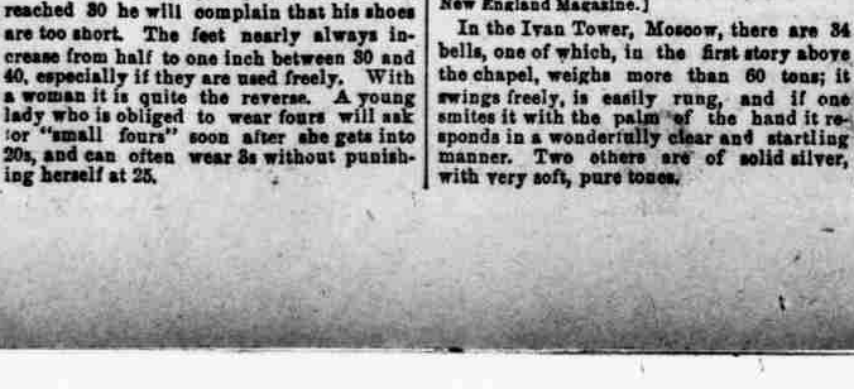 reached 30 he will complain that his shoes
are too short. The feet nearly always in-
crease from half to one inch between 30 and
40, especially if they are used freely. With
a woman it is quite the reverse. A young
lady who is obliged to wear fours will ask
for "small fours" soon after she gets into
20s, and can often wear 3s without punish-
ing herself at 25.
New England Magazine.]
In the Ivan Tower, Moscow, there are 34
bells, one of which, in the first story above
the chapel, weighs more than 60 tons; it
swings freely, is easily rung, and if one
smites it with the palm of the hand it re-
sponds in a wonderfully clear and startling
manner. Two others are of solid silver,
with very soft, pure tones.